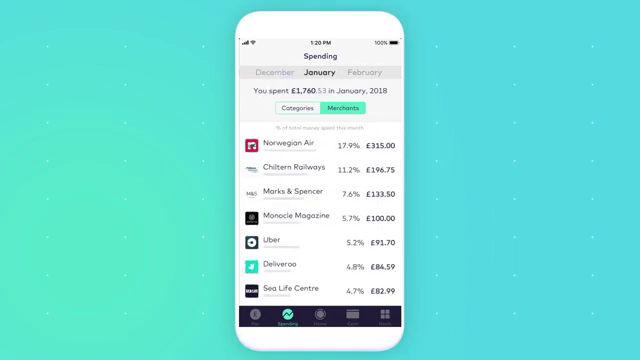 1:20 PM 100%
Spending
December January February
You spent £1,760.53 in January, 2018
Categories Merchants
% of total money spent this month
Norwegian Air 17.9% £315.00
Chiltern Railways 11.2% £196.75
M&S Marks & Spencer 7.6% £133.50
Monocle Magazine 5.7% £100.00
Uber 5.2% £91.70
Deliveroo 4.8% £84.59
SEA LIFE Sea Life Centre 4.7% £82.99
Pay Spending Home Card